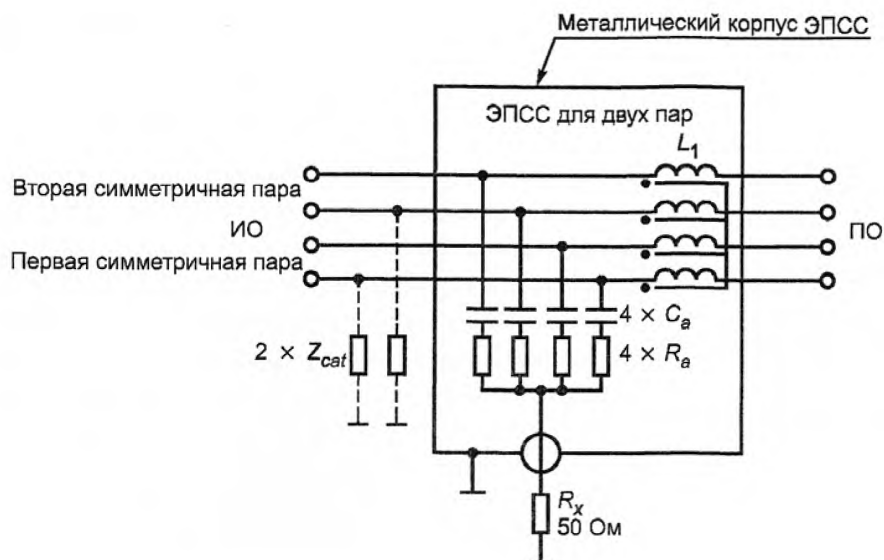 Металлический корпус ЭПСС
ЭПСС для двух пар
L₁
Вторая симметричная пара
ИО
ПО
Первая симметричная пара
4 × Cₐ
2 × Z_cat
4 × Rₐ
Rₓ
50 Ом